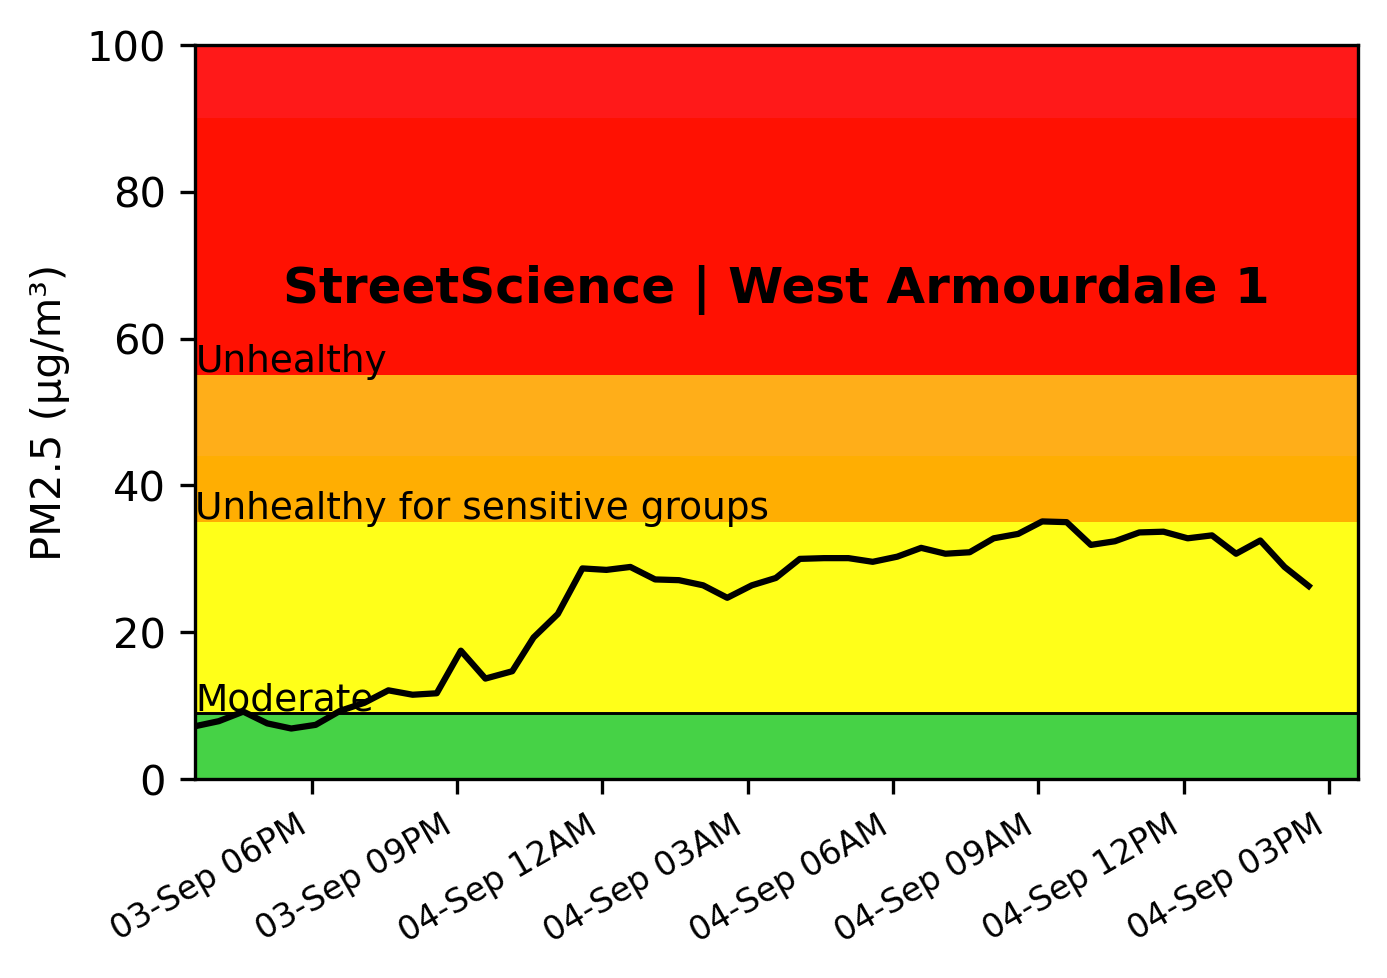 100
80
60
40
20
0
PM2.5 (µg/m³)
StreetScience | West Armourdale 1
Unhealthy
Unhealthy for sensitive groups
Moderate
03-Sep 06PM
03-Sep 09PM
04-Sep 12AM
04-Sep 03AM
04-Sep 06AM
04-Sep 09AM
04-Sep 12PM
04-Sep 03PM